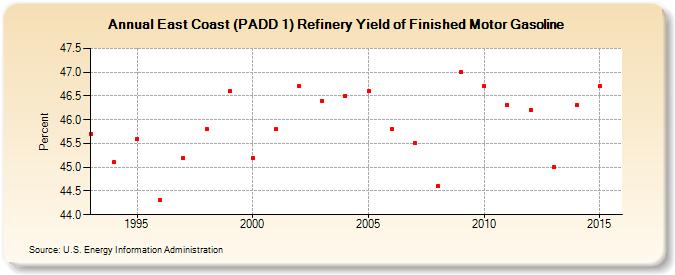 Annual East Coast (PADD 1) Refinery Yield of Finished Motor Gasoline
Percent
47.5
47.0
46.5
46.0
45.5
45.0
44.5
44.0
1995 2000 2005 2010 2015
Source: U.S. Energy Information Administration